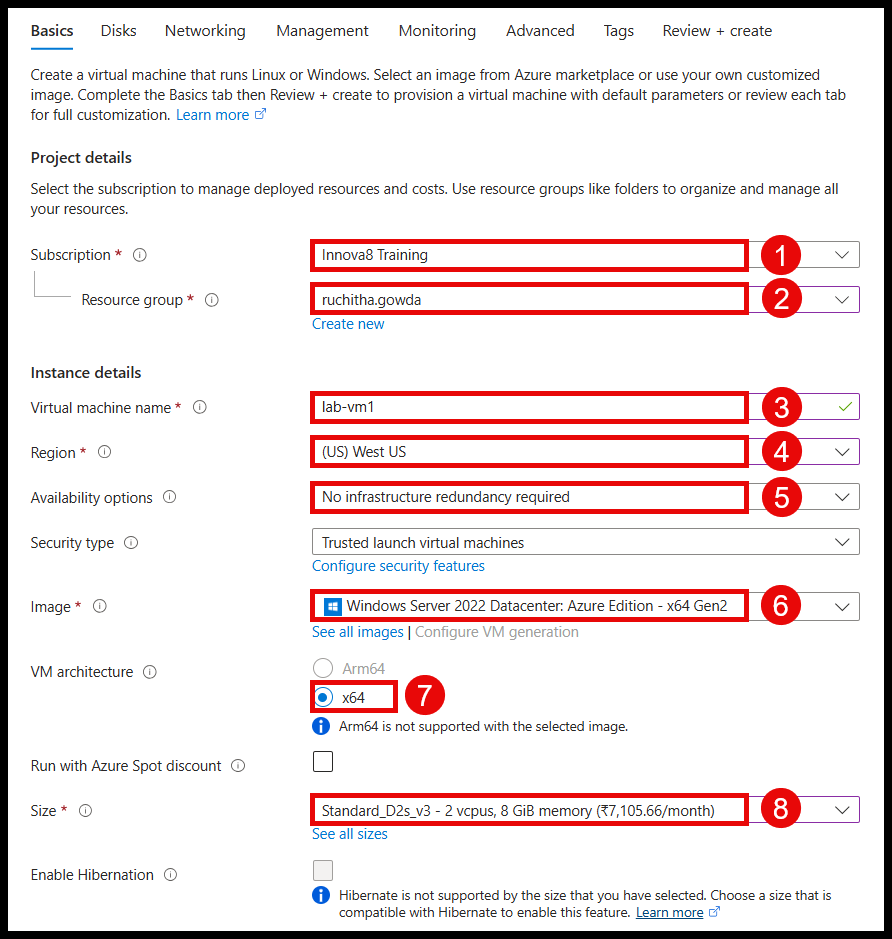 Basics Disks Networking Management Monitoring Advanced Tags Review + create
Create a virtual machine that runs Linux or Windows. Select an image from Azure marketplace or use your own customized
image. Complete the Basics tab then Review + create to provision a virtual machine with default parameters or review each tab
for full customization. Learn more
Project details
Select the subscription to manage deployed resources and costs. Use resource groups like folders to organize and manage all
your resources.
Subscription * Innova8 Training 1
Resource group * ruchitha.gowda 2
Create new
Instance details
Virtual machine name * lab-vm1 3
Region * (US) West US 4
Availability options No infrastructure redundancy required 5
Security type Trusted launch virtual machines
Configure security features
Image * Windows Server 2022 Datacenter: Azure Edition - x64 Gen2 6
See all images | Configure VM generation
VM architecture Arm64
x64 7
Arm64 is not supported with the selected image.
Run with Azure Spot discount
Size * Standard_D2s_v3 - 2 vcpus, 8 GiB memory (₹7,105.66/month) 8
See all sizes
Enable Hibernation
Hibernate is not supported by the size that you have selected. Choose a size that is
compatible with Hibernate to enable this feature. Learn more